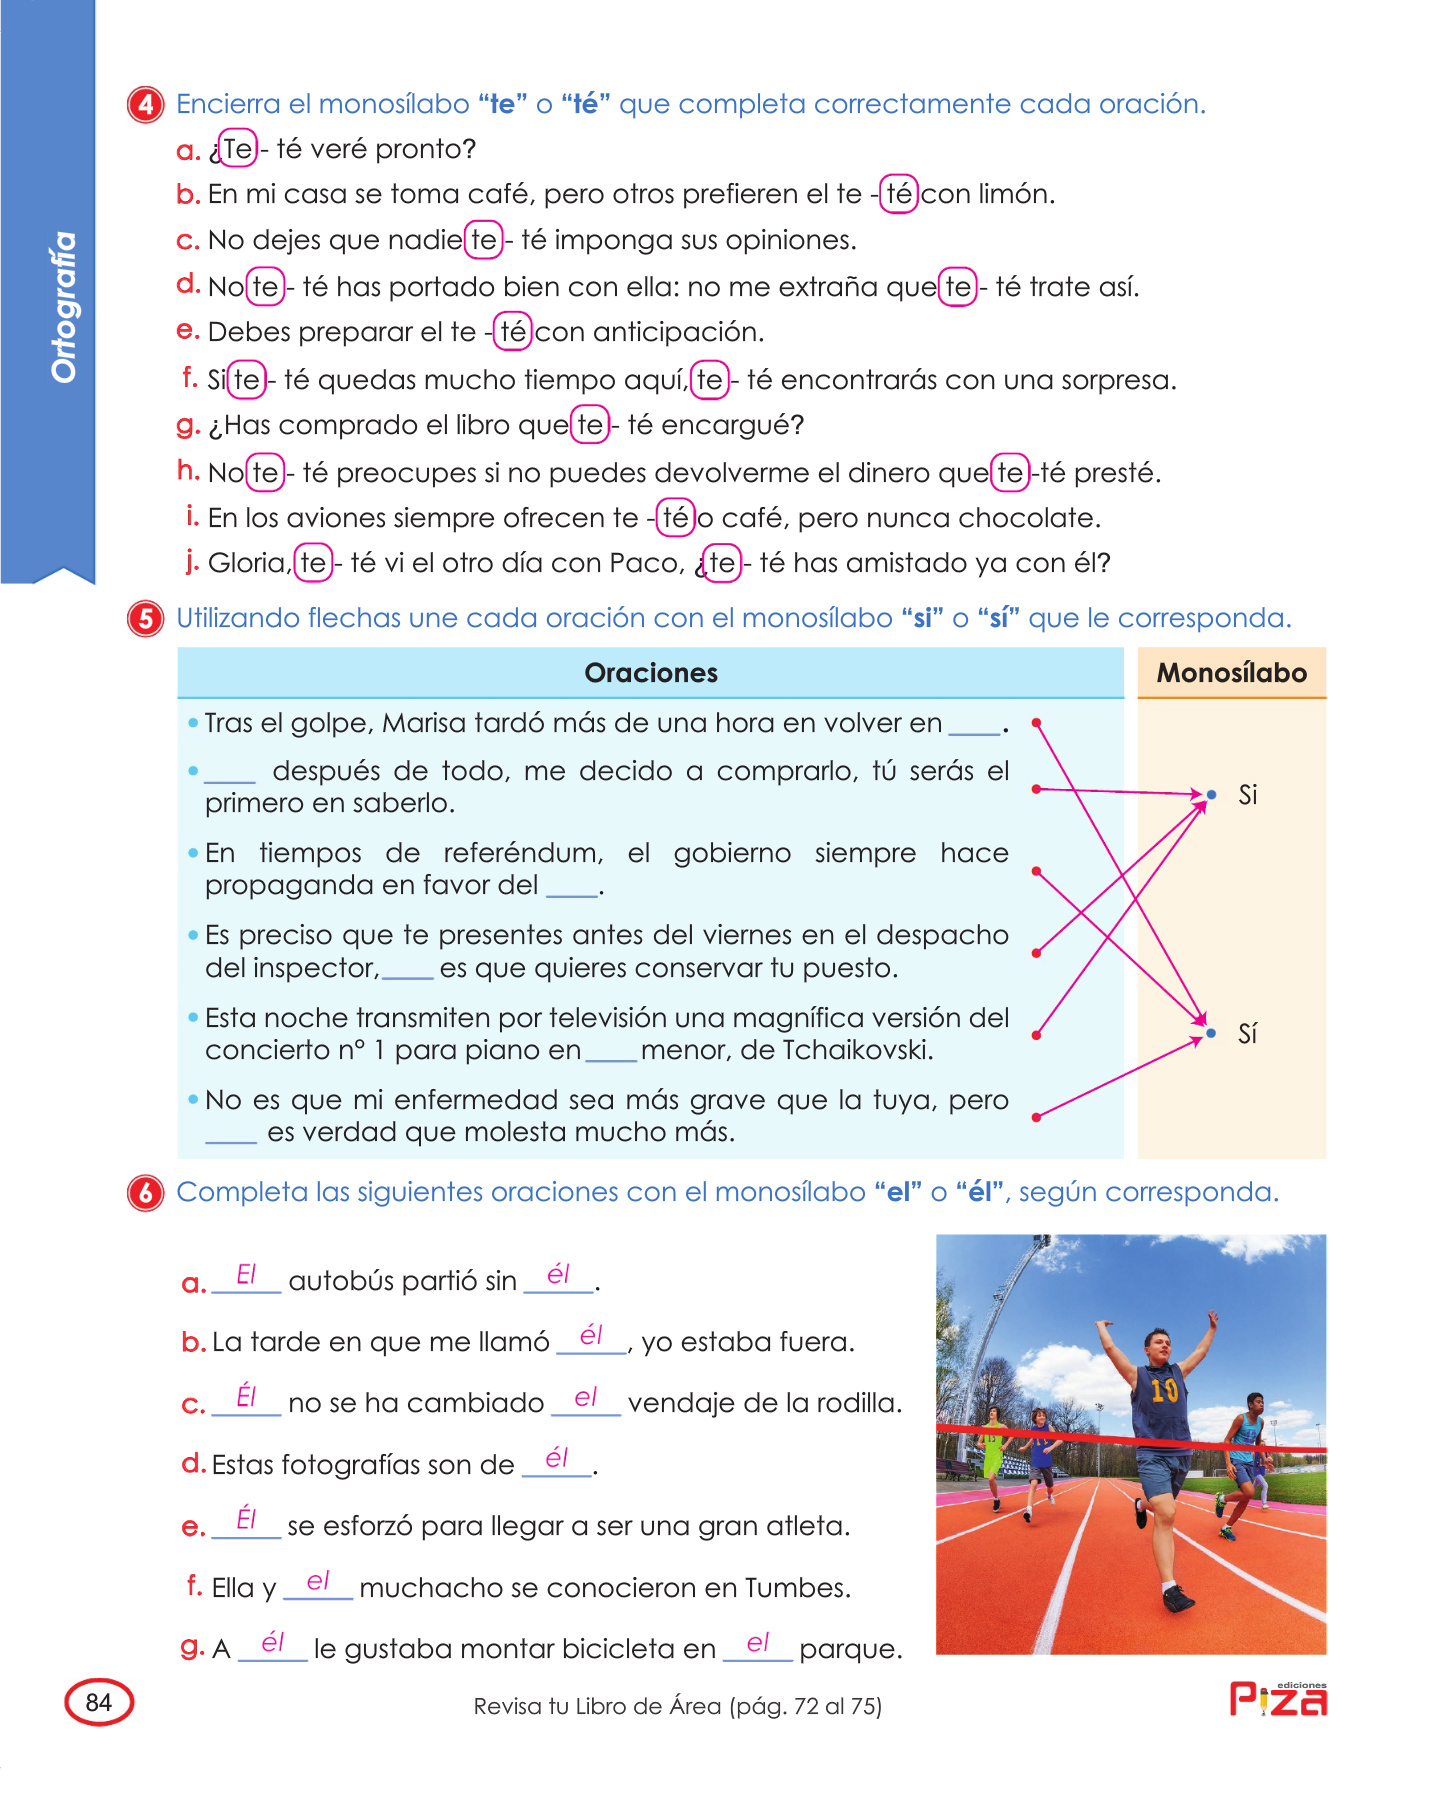 Ortografía
4 Encierra el monosílabo “te” o “té” que completa correctamente cada oración.
a. ¿Te - té veré pronto?
b. En mi casa se toma café, pero otros prefieren el te - té con limón.
c. No dejes que nadie te - té imponga sus opiniones.
d. No te - té has portado bien con ella: no me extraña que te - té trate así.
e. Debes preparar el te - té con anticipación.
f. Si te - té quedas mucho tiempo aquí, te - té encontrarás con una sorpresa.
g. ¿Has comprado el libro que te - té encargué?
h. No te - té preocupes si no puedes devolverme el dinero que te -té presté.
i. En los aviones siempre ofrecen te - té o café, pero nunca chocolate.
j. Gloria, te - té vi el otro día con Paco, ¿te - té has amistado ya con él?
5 Utilizando flechas une cada oración con el monosílabo “si” o “sí” que le corresponda.
Oraciones
Monosílabo
• Tras el golpe, Marisa tardó más de una hora en volver en ____.
• ____ después de todo, me decido a comprarlo, tú serás el
primero en saberlo.
• En tiempos de referéndum, el gobierno siempre hace
propaganda en favor del ____.
• Es preciso que te presentes antes del viernes en el despacho
del inspector,____ es que quieres conservar tu puesto.
• Esta noche transmiten por televisión una magnífica versión del
concierto n° 1 para piano en ____ menor, de Tchaikovski.
• No es que mi enfermedad sea más grave que la tuya, pero
____ es verdad que molesta mucho más.
Si
Sí
6 Completa las siguientes oraciones con el monosílabo “el” o “él”, según corresponda.
a. El autobús partió sin él.
b. La tarde en que me llamó él, yo estaba fuera.
c. Él no se ha cambiado el vendaje de la rodilla.
d. Estas fotografías son de él.
e. Él se esforzó para llegar a ser una gran atleta.
f. Ella y el muchacho se conocieron en Tumbes.
g. A él le gustaba montar bicicleta en el parque.
10
84
Revisa tu Libro de Área (pág. 72 al 75)
ediciones
Piza